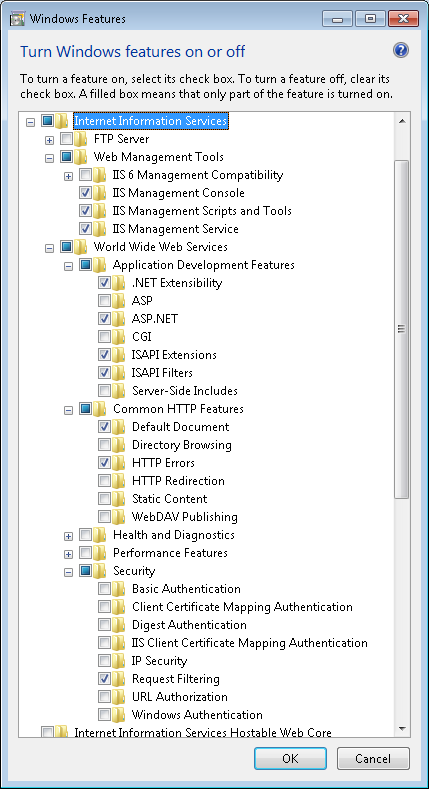 Windows Features
Turn Windows features on or off
To turn a feature on, select its check box. To turn a feature off, clear its
check box. A filled box means that only part of the feature is turned on.
Internet Information Services
FTP Server
Web Management Tools
IIS 6 Management Compatibility
IIS Management Console
IIS Management Scripts and Tools
IIS Management Service
World Wide Web Services
Application Development Features
.NET Extensibility
ASP
ASP.NET
CGI
ISAPI Extensions
ISAPI Filters
Server-Side Includes
Common HTTP Features
Default Document
Directory Browsing
HTTP Errors
HTTP Redirection
Static Content
WebDAV Publishing
Health and Diagnostics
Performance Features
Security
Basic Authentication
Client Certificate Mapping Authentication
Digest Authentication
IIS Client Certificate Mapping Authentication
IP Security
Request Filtering
URL Authorization
Windows Authentication
Internet Information Services Hostable Web Core
OK Cancel